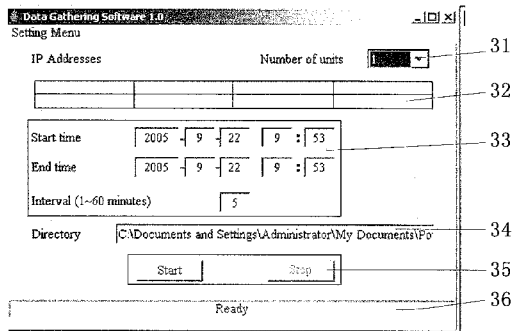 Data Gathering Software 1.0
Setting Menu
IP Addresses Number of units 1 31
32
Start time 2005 - 9 - 22 9 : 53 33
End time 2005 - 9 - 22 9 : 53
Interval (1~60 minutes) 5
Directory C:\Documents and Settings\Administrator\My Documents\Po 34
Start Stop 35
Ready 36